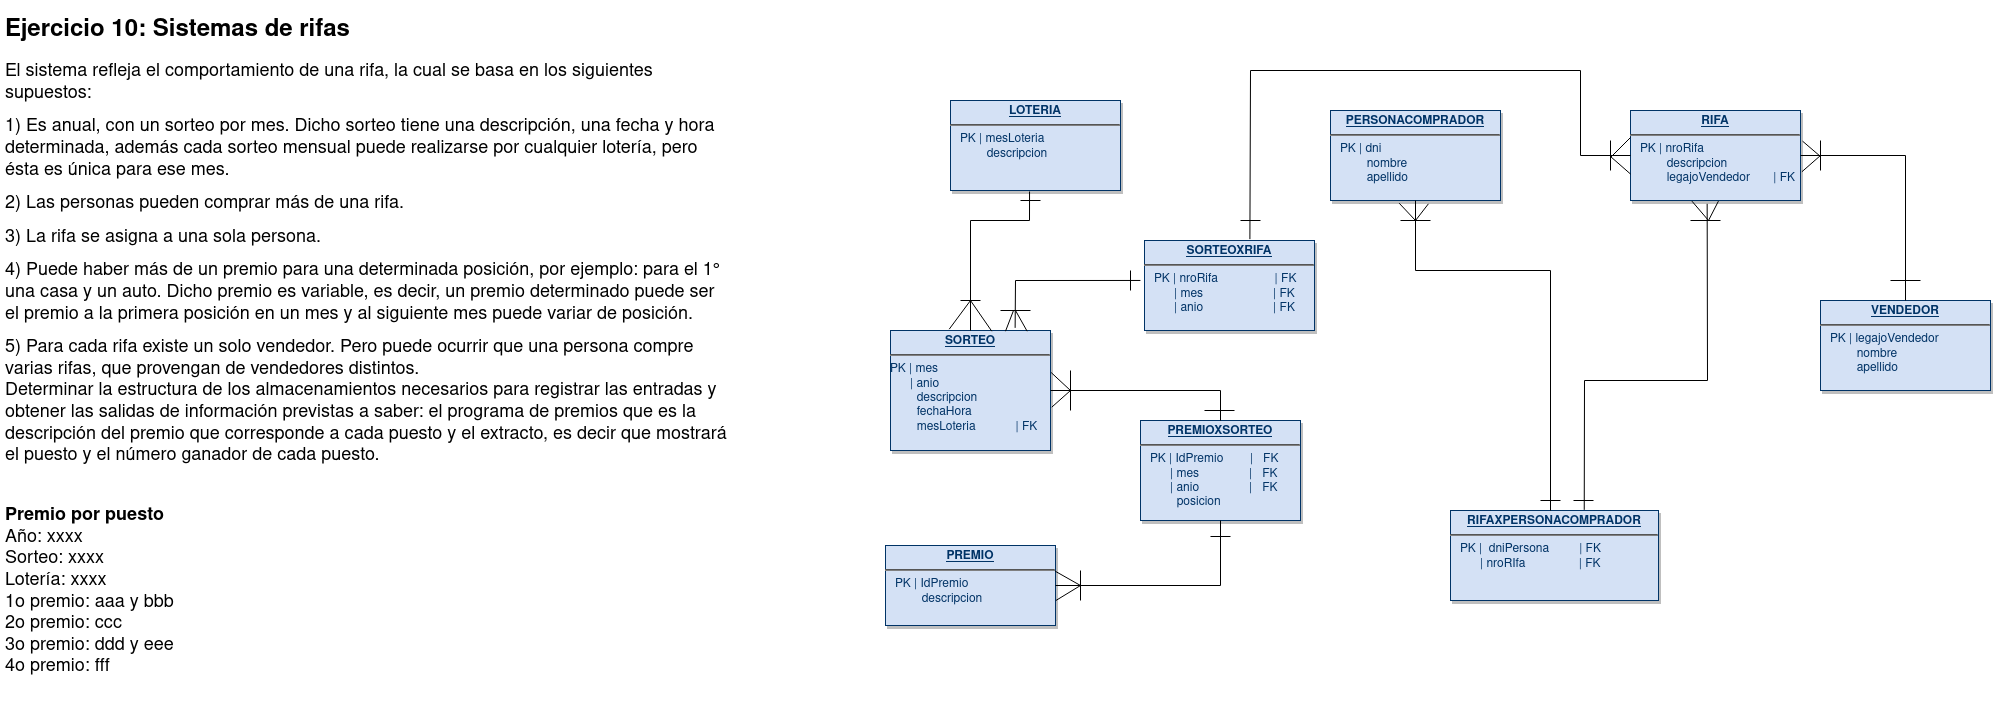 Ejercicio 10: Sistemas de rifas
El sistema refleja el comportamiento de una rifa, la cual se basa en los siguientes
supuestos:
1) Es anual, con un sorteo por mes. Dicho sorteo tiene una descripción, una fecha y hora
determinada, además cada sorteo mensual puede realizarse por cualquier lotería, pero
ésta es única para ese mes.
2) Las personas pueden comprar más de una rifa.
3) La rifa se asigna a una sola persona.
4) Puede haber más de un premio para una determinada posición, por ejemplo: para el 1°
una casa y un auto. Dicho premio es variable, es decir, un premio determinado puede ser
el premio a la primera posición en un mes y al siguiente mes puede variar de posición.
5) Para cada rifa existe un solo vendedor. Pero puede ocurrir que una persona compre
varias rifas, que provengan de vendedores distintos.
Determinar la estructura de los almacenamientos necesarios para registrar las entradas y
obtener las salidas de información previstas a saber: el programa de premios que es la
descripción del premio que corresponde a cada puesto y el extracto, es decir que mostrará
el puesto y el número ganador de cada puesto.
Premio por puesto
Año: xxxx
Sorteo: xxxx
Lotería: xxxx
1o premio: aaa y bbb
2o premio: ccc
3o premio: ddd y eee
4o premio: fff
LOTERIA
PK | mesLoteria
descripcion
PERSONACOMPRADOR
PK | dni
nombre
apellido
RIFA
PK | nroRifa
descripcion
legajoVendedor | FK
SORTEOXRIFA
PK | nroRifa | FK
| mes | FK
| anio | FK
SORTEO
PK | mes
| anio
descripcion
fechaHora
mesLoteria | FK
VENDEDOR
PK | legajoVendedor
nombre
apellido
PREMIOXSORTEO
PK | IdPremio | FK
| mes | FK
| anio | FK
posicion
PREMIO
PK | IdPremio
descripcion
RIFAXPERSONACOMPRADOR
PK | dniPersona | FK
| nroRIfa | FK